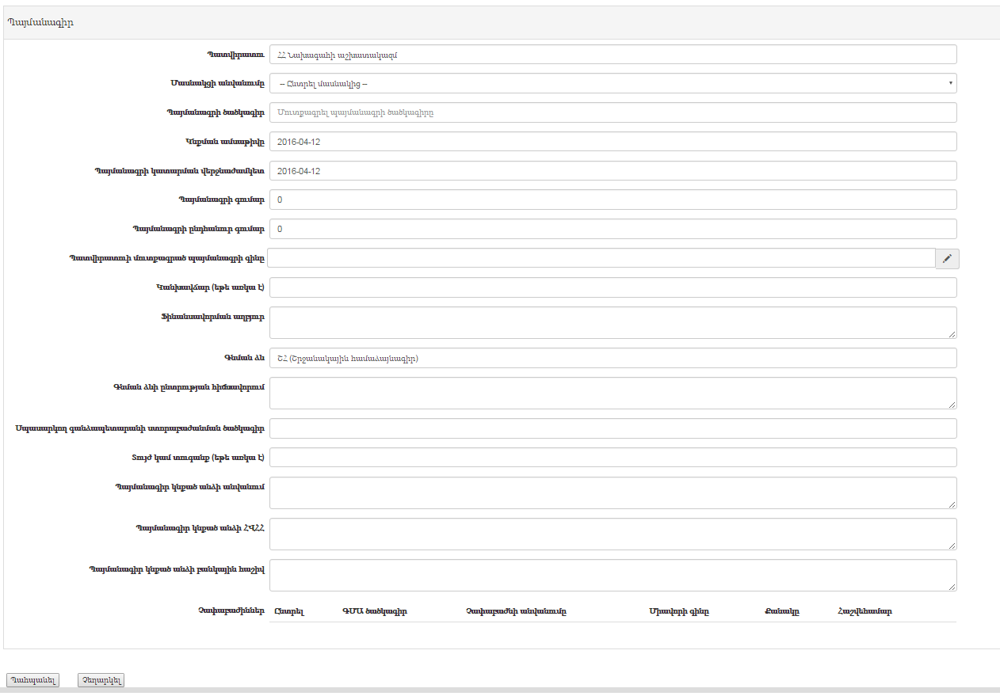 Պայմանագիր
Պատվիրատու ՀՀ Նախագահի աշխատակազմ
Մասնակցի անվանումը -- Ընտրել մասնակից --
Պայմանագրի ծածկագիր Մուտքագրել պայմանագրի ծածկագիրը
Կնքման ամսաթիվը 2016-04-12
Պայմանագրի կատարման վերջնաժամկետ 2016-04-12
Պայմանագրի գումար 0
Պայմանագրի ընդհանուր գումար 0
Պատվիրատուի մուտքագրած պայմանագրի գինը
Կանխավճար (եթե առկա է)
Ֆինանսավորման աղբյուր
Գնման ձև ՇՀ (Շրջանակային համաձայնագիր)
Գնման ձևի ընտրության հիմնավորում
Սպասարկող գանձապետարանի ստորաբաժանման ծածկագիր
Տույժ կամ տուգանք (եթե առկա է)
Պայմանագիր կնքած անձի անվանում
Պայմանագիր կնքած անձի ՀՎՀՀ
Պայմանագիր կնքած անձի բանկային հաշիվ
Չափաբաժիններ Ընտրել ԳՄԱ ծածկագիր Չափաբաժնի անվանումը Միավորի գինը Քանակը Հաշվեհամար
Պահպանել Չեղարկել